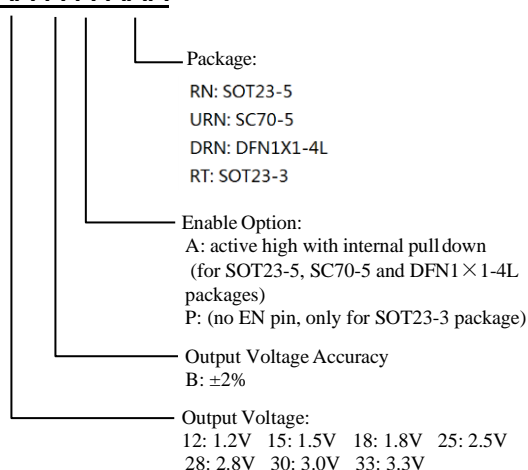 Package:
RN: SOT23-5
URN: SC70-5
DRN: DFN1X1-4L
RT: SOT23-3
Enable Option:
A: active high with internal pull down
(for SOT23-5, SC70-5 and DFN1×1-4L
packages)
P: (no EN pin, only for SOT23-3 package)
Output Voltage Accuracy
B: ±2%
Output Voltage:
12: 1.2V 15: 1.5V 18: 1.8V 25: 2.5V
28: 2.8V 30: 3.0V 33: 3.3V